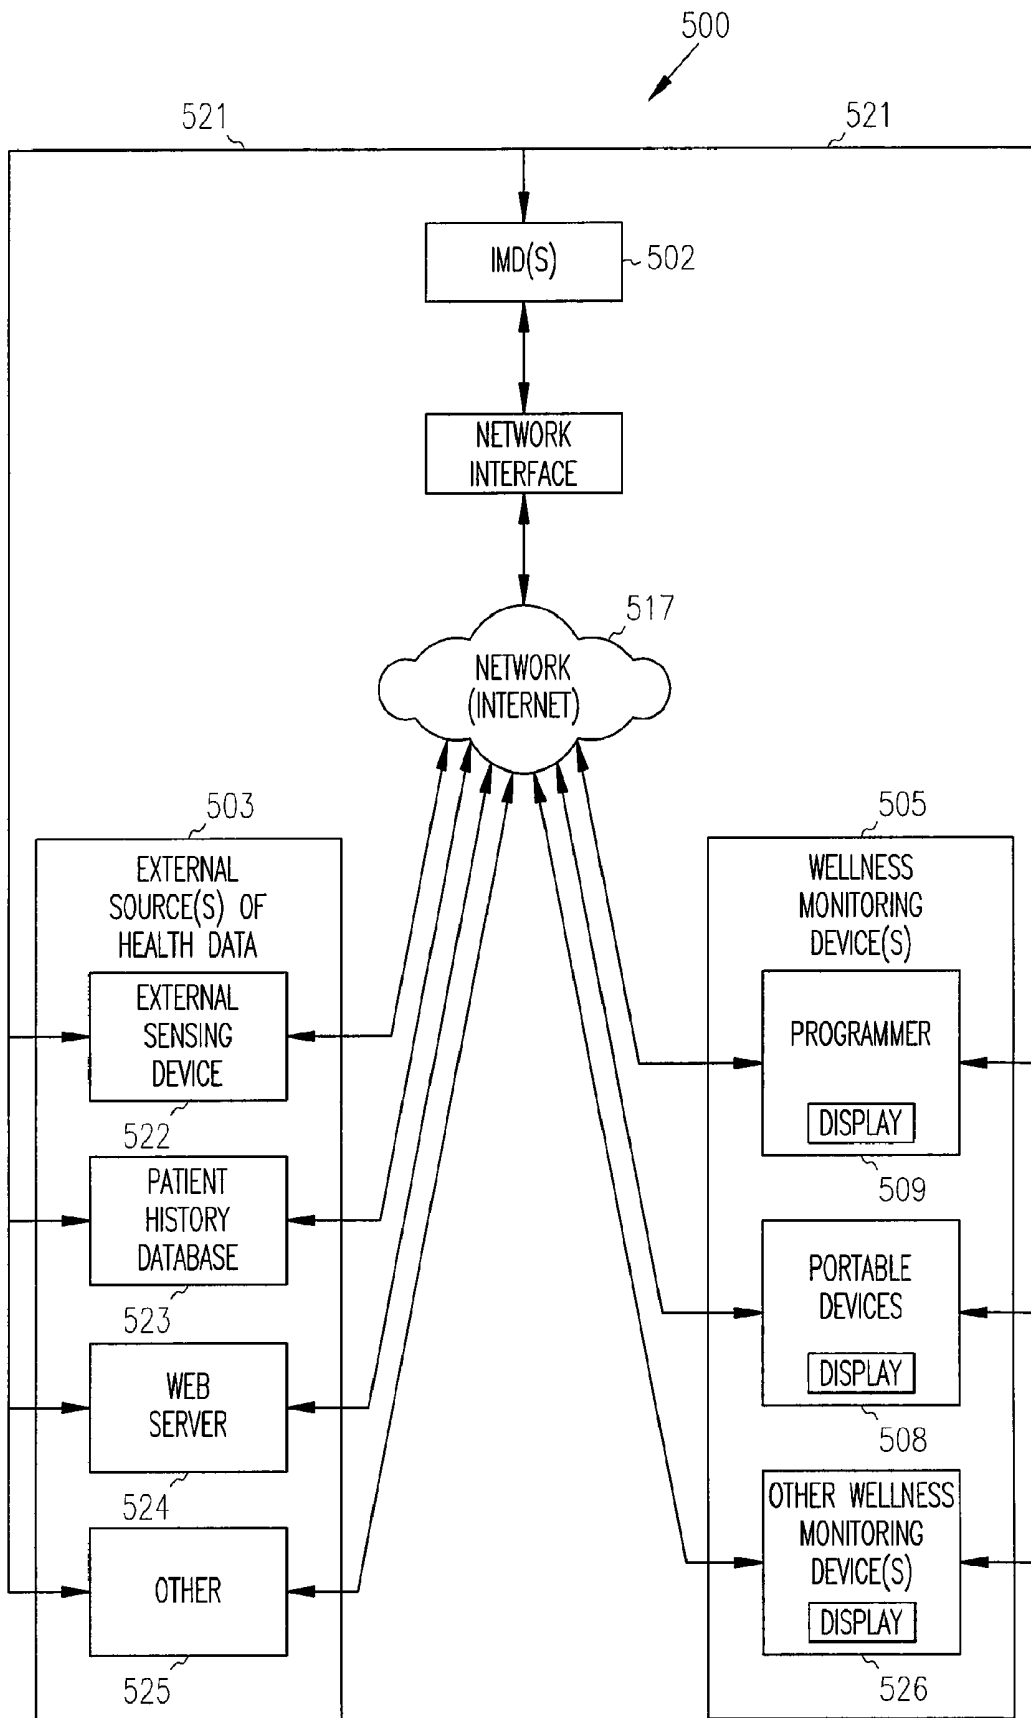 500
521
521
IMD(S)
502
NETWORK
INTERFACE
517
NETWORK
(INTERNET)
503
EXTERNAL
SOURCE(S) OF
HEALTH DATA
EXTERNAL
SENSING
DEVICE
522
PATIENT
HISTORY
DATABASE
523
WEB
SERVER
524
OTHER
525
505
WELLNESS
MONITORING
DEVICE(S)
PROGRAMMER
DISPLAY
509
PORTABLE
DEVICES
DISPLAY
508
OTHER WELLNESS
MONITORING
DEVICE(S)
DISPLAY
526